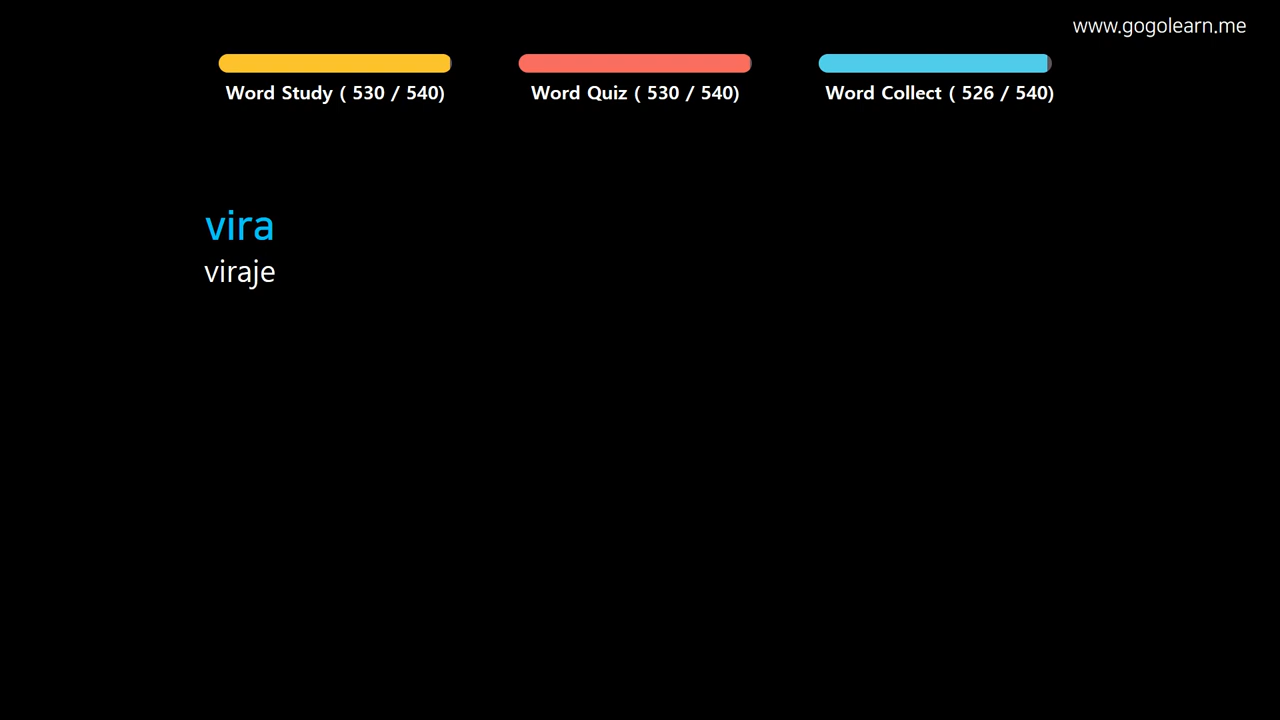 www.gogolearn.me
Word Study ( 530 / 540)
Word Quiz ( 530 / 540)
Word Collect ( 526 / 540)
vira
viraje